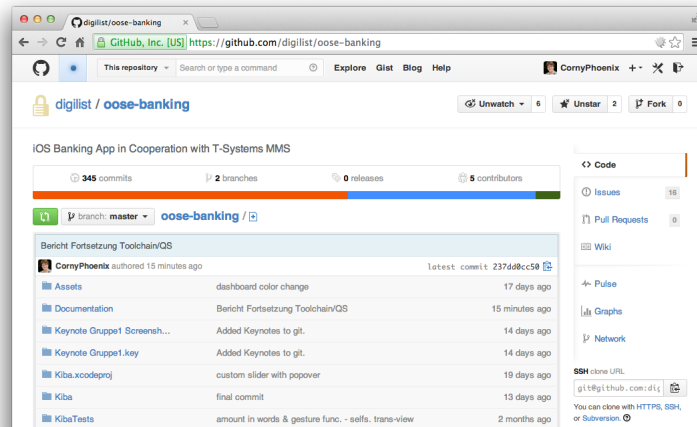 digilist/oose-banking
GitHub, Inc. [US] https://github.com/digilist/oose-banking
This repository Search or type a command Explore Gist Blog Help CornyPhoenix
digilist / oose-banking Unwatch 6 Unstar 2 Fork 0
iOS Banking App in Cooperation with T-Systems MMS
345 commits 2 branches 0 releases 5 contributors
branch: master oose-banking /
Bericht Fortsetzung Toolchain/QS
CornyPhoenix authored 15 minutes ago latest commit 237dd0cc50
Assets dashboard color change 17 days ago
Documentation Bericht Fortsetzung Toolchain/QS 15 minutes ago
Keynote Gruppe1 Screensh... Added Keynotes to git. 14 days ago
Keynote Gruppe1.key Added Keynotes to git. 14 days ago
Kiba.xcodeproj custom slider with popover 19 days ago
Kiba final commit 13 days ago
KibaTests amount in words & gesture func. - selfs. trans-view 2 months ago
Code
Issues 16
Pull Requests 0
Wiki
Pulse
Graphs
Network
SSH clone URL
git@github.com:dig
You can clone with HTTPS, SSH,
or Subversion.